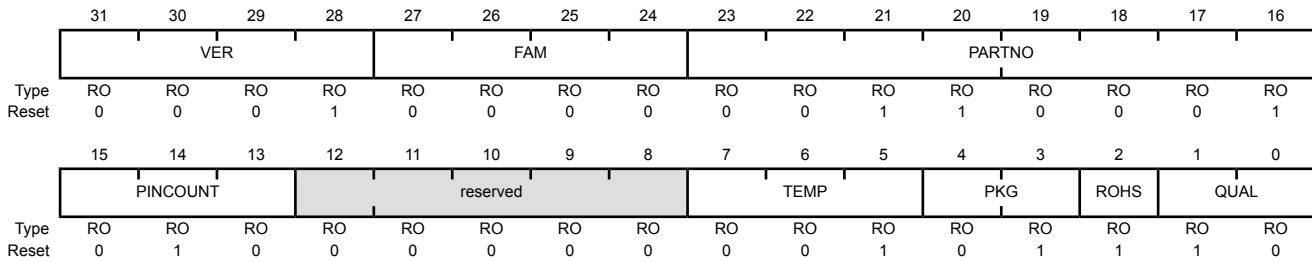 31 30 29 28 27 26 25 24 23 22 21 20 19 18 17 16
VER FAM PARTNO
Type RO RO RO RO RO RO RO RO RO RO RO RO RO RO RO RO
Reset 0 0 0 1 0 0 0 0 0 0 1 1 0 0 0 1
15 14 13 12 11 10 9 8 7 6 5 4 3 2 1 0
PINCOUNT reserved TEMP PKG ROHS QUAL
Type RO RO RO RO RO RO RO RO RO RO RO RO RO RO RO RO
Reset 0 1 0 0 0 0 0 0 0 0 1 0 1 1 1 0